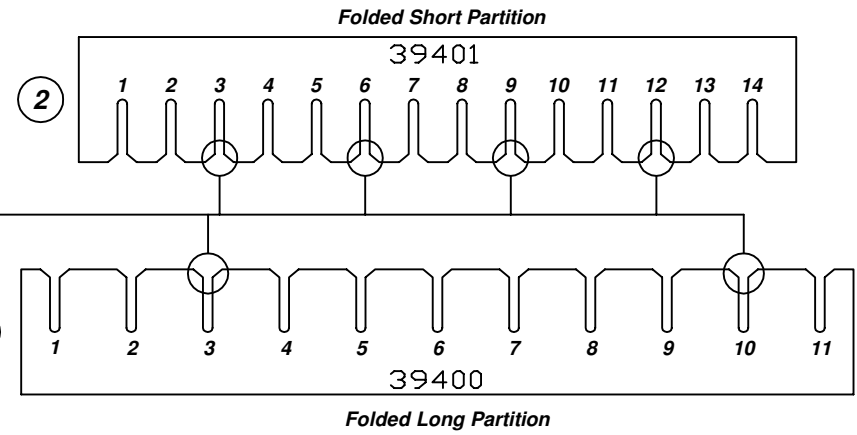 Folded Short Partition
39401
2
1 2 3 4 5 6 7 8 9 10 11 12 13 14
1 2 3 4 5 6 7 8 9 10 11
39400
Folded Long Partition